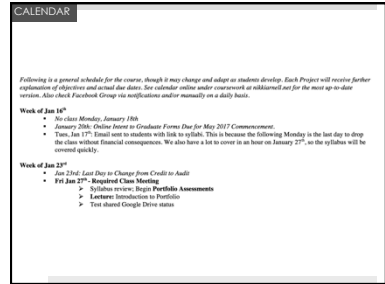 CALENDAR
Following is a general schedule for the course, though it may change and adapt as students develop. Each Project will receive further
explanation of objectives and actual due dates. See calendar online under coursework at nikkiarnell.net for the most up-to-date
version. Also check Facebook Group via notifications and/or manually on a daily basis.
Week of Jan 16th
• No class Monday, January 18th
• January 20th: Online Intent to Graduate Forms Due for May 2017 Commencement.
• Tues, Jan 17th: Email sent to students with link to syllabi. This is because the following Monday is the last day to drop
the class without financial consequences. We also have a lot to cover in an hour on January 27th, so the syllabus will be
covered quickly.
Week of Jan 23rd
• Jan 23rd: Last Day to Change from Credit to Audit
• Fri Jan 27th - Required Class Meeting
➢ Syllabus review; Begin Portfolio Assessments
➢ Lecture: Introduction to Portfolio
➢ Test shared Google Drive status